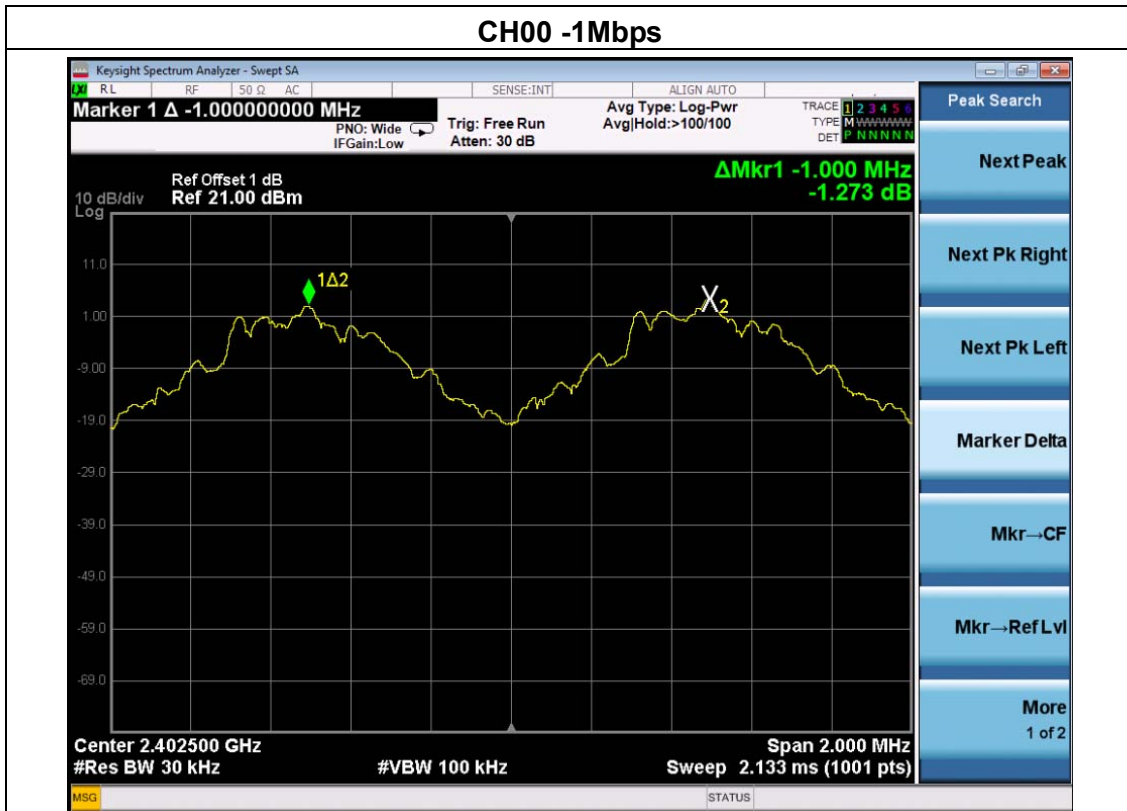 CH00 -1Mbps
Keysight Spectrum Analyzer - Swept SA
LXI RL RF 50 Ω AC SENSE:INT ALIGN AUTO
Marker 1 Δ -1.000000000 MHz
PNO: Wide
IFGain:Low
Trig: Free Run
Atten: 30 dB
Avg Type: Log-Pwr
Avg|Hold:>100/100
TRACE 1 2 3 4 5 6
TYPE M WWWWW
DET P N N N N N
Peak Search
Ref Offset 1 dB
10 dB/div Ref 21.00 dBm
Log
ΔMkr1 -1.000 MHz
-1.273 dB
11.0
1.00
-9.00
-19.0
-29.0
-39.0
-49.0
-59.0
-69.0
1Δ2
X2
Center 2.402500 GHz Span 2.000 MHz
#Res BW 30 kHz #VBW 100 kHz Sweep 2.133 ms (1001 pts)
Next Peak
Next Pk Right
Next Pk Left
Marker Delta
Mkr→CF
Mkr→Ref Lvl
More
1 of 2
MSG STATUS